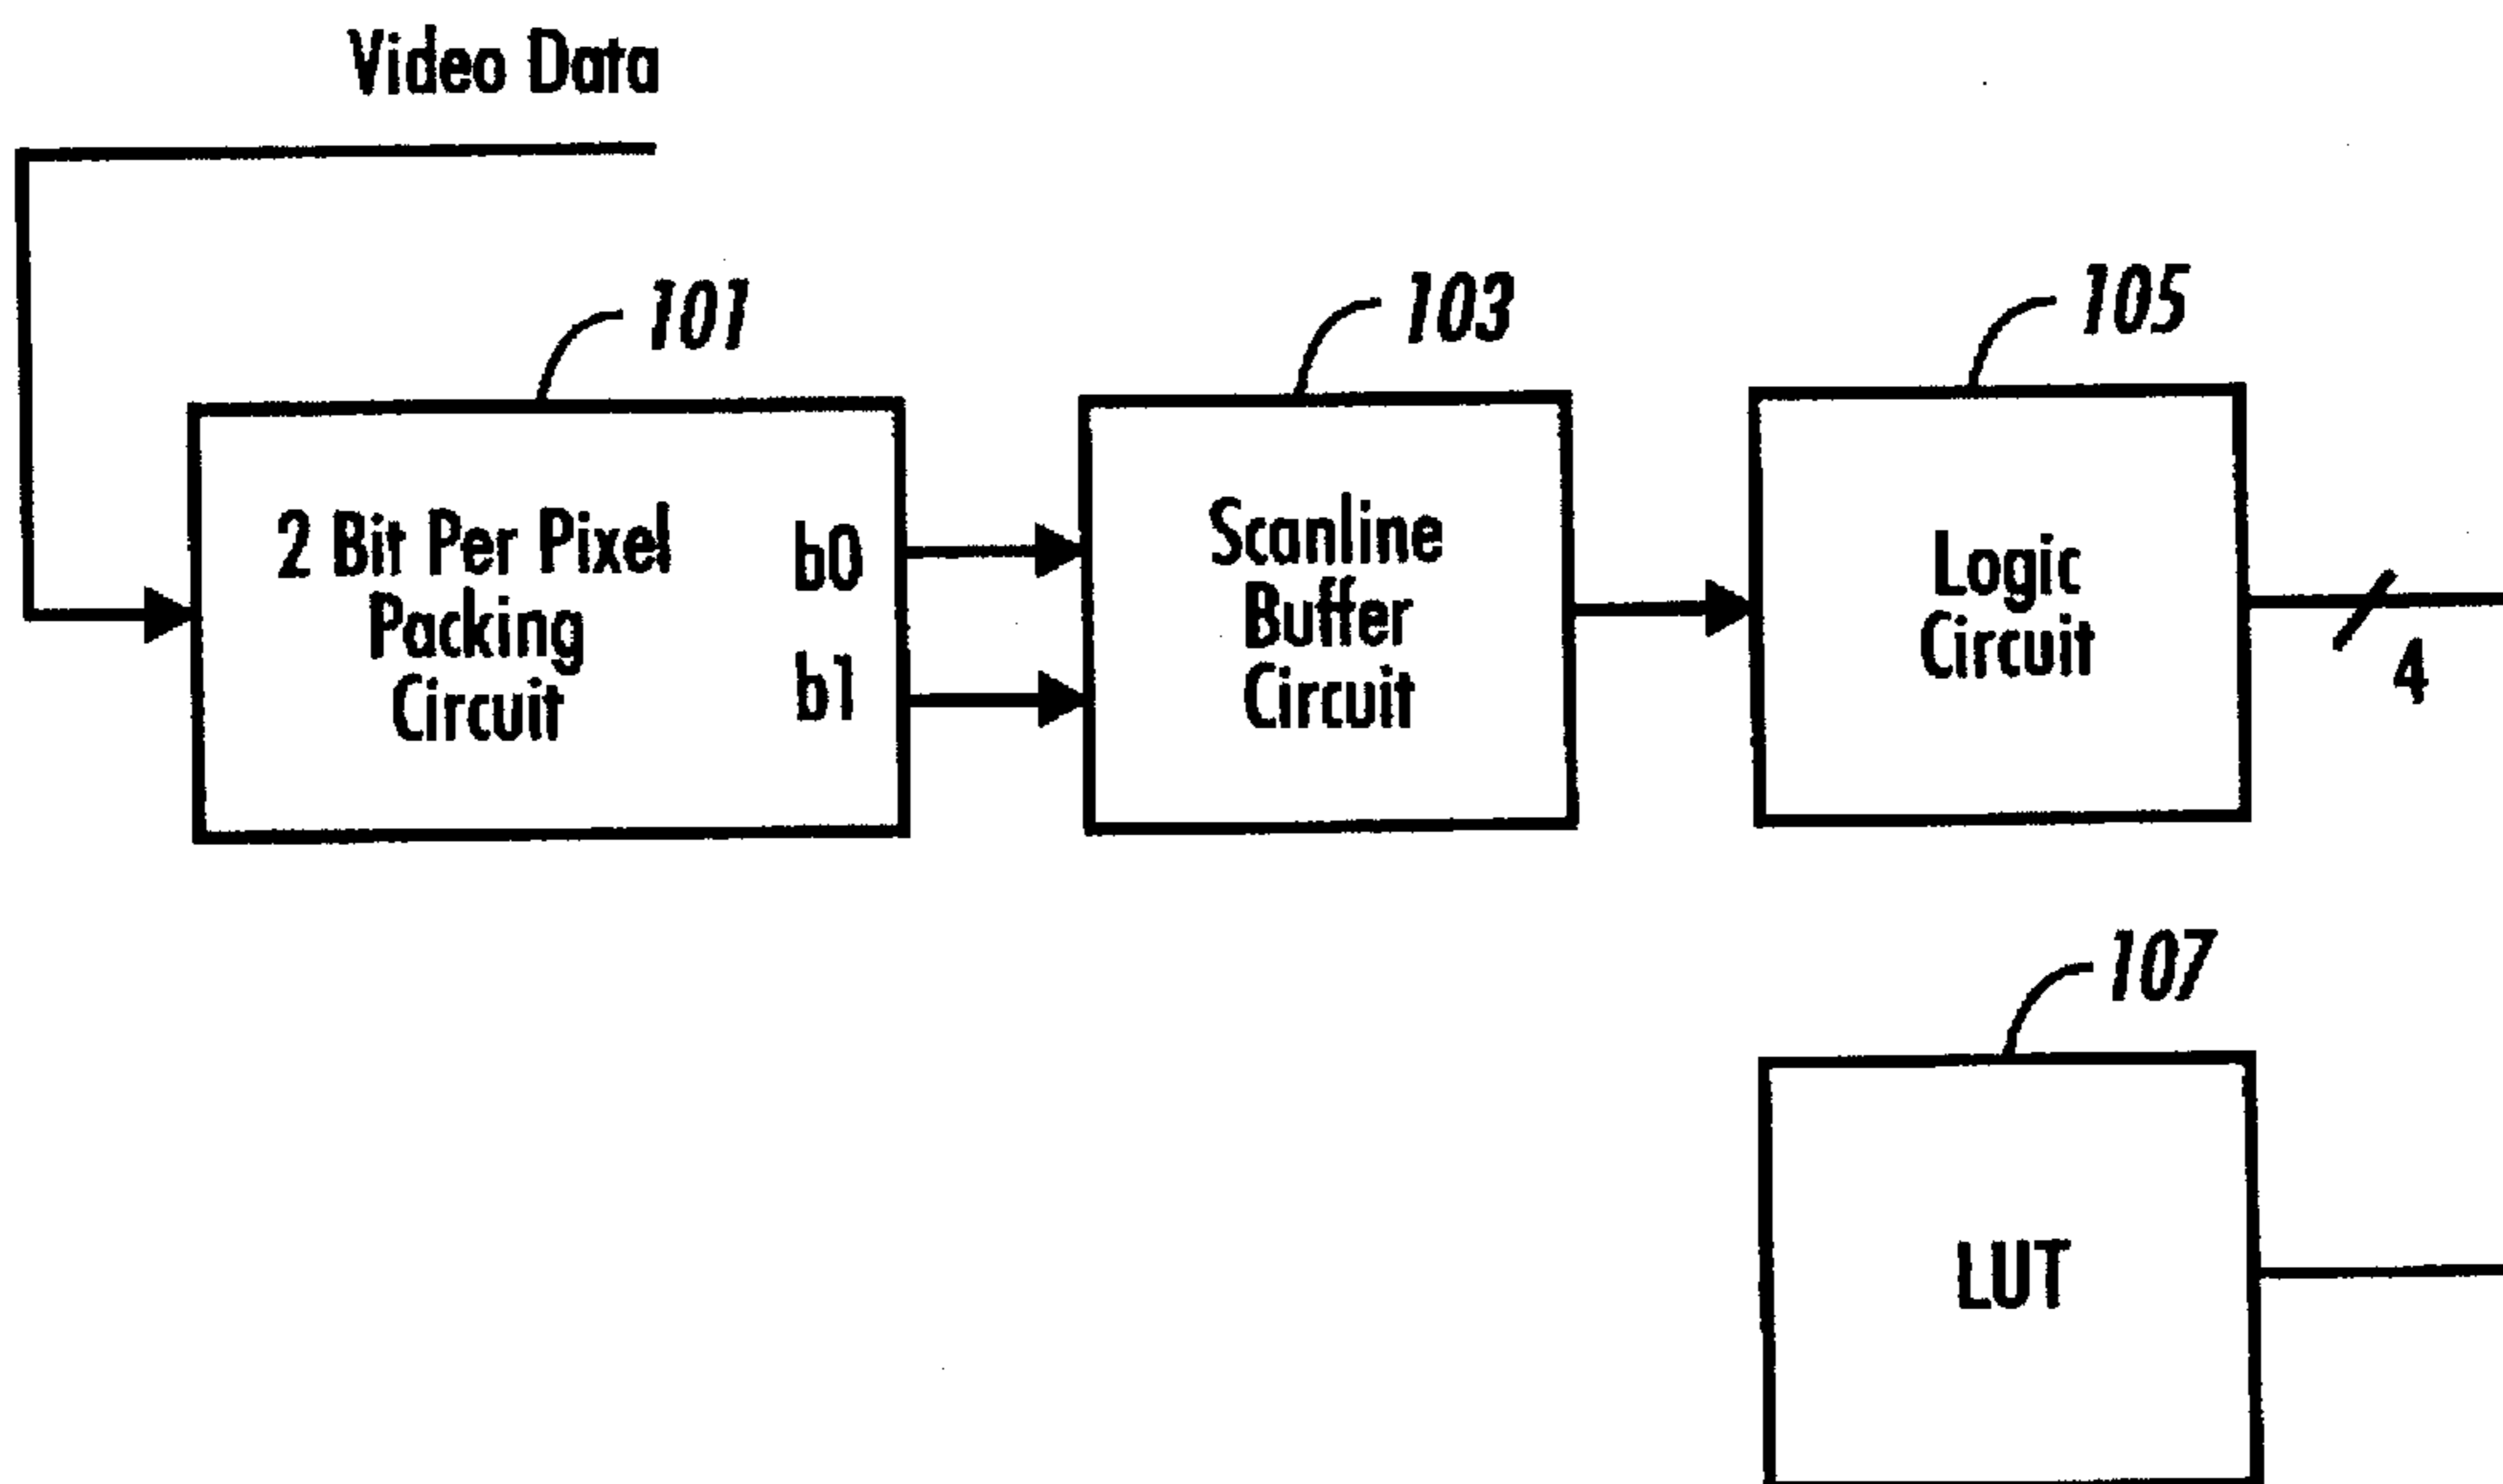 Video Data
101
103
105
2 Bit Per Pixel
Packing
Circuit
b0
b1
Scanline
Buffer
Circuit
Logic
Circuit
4
107
LUT